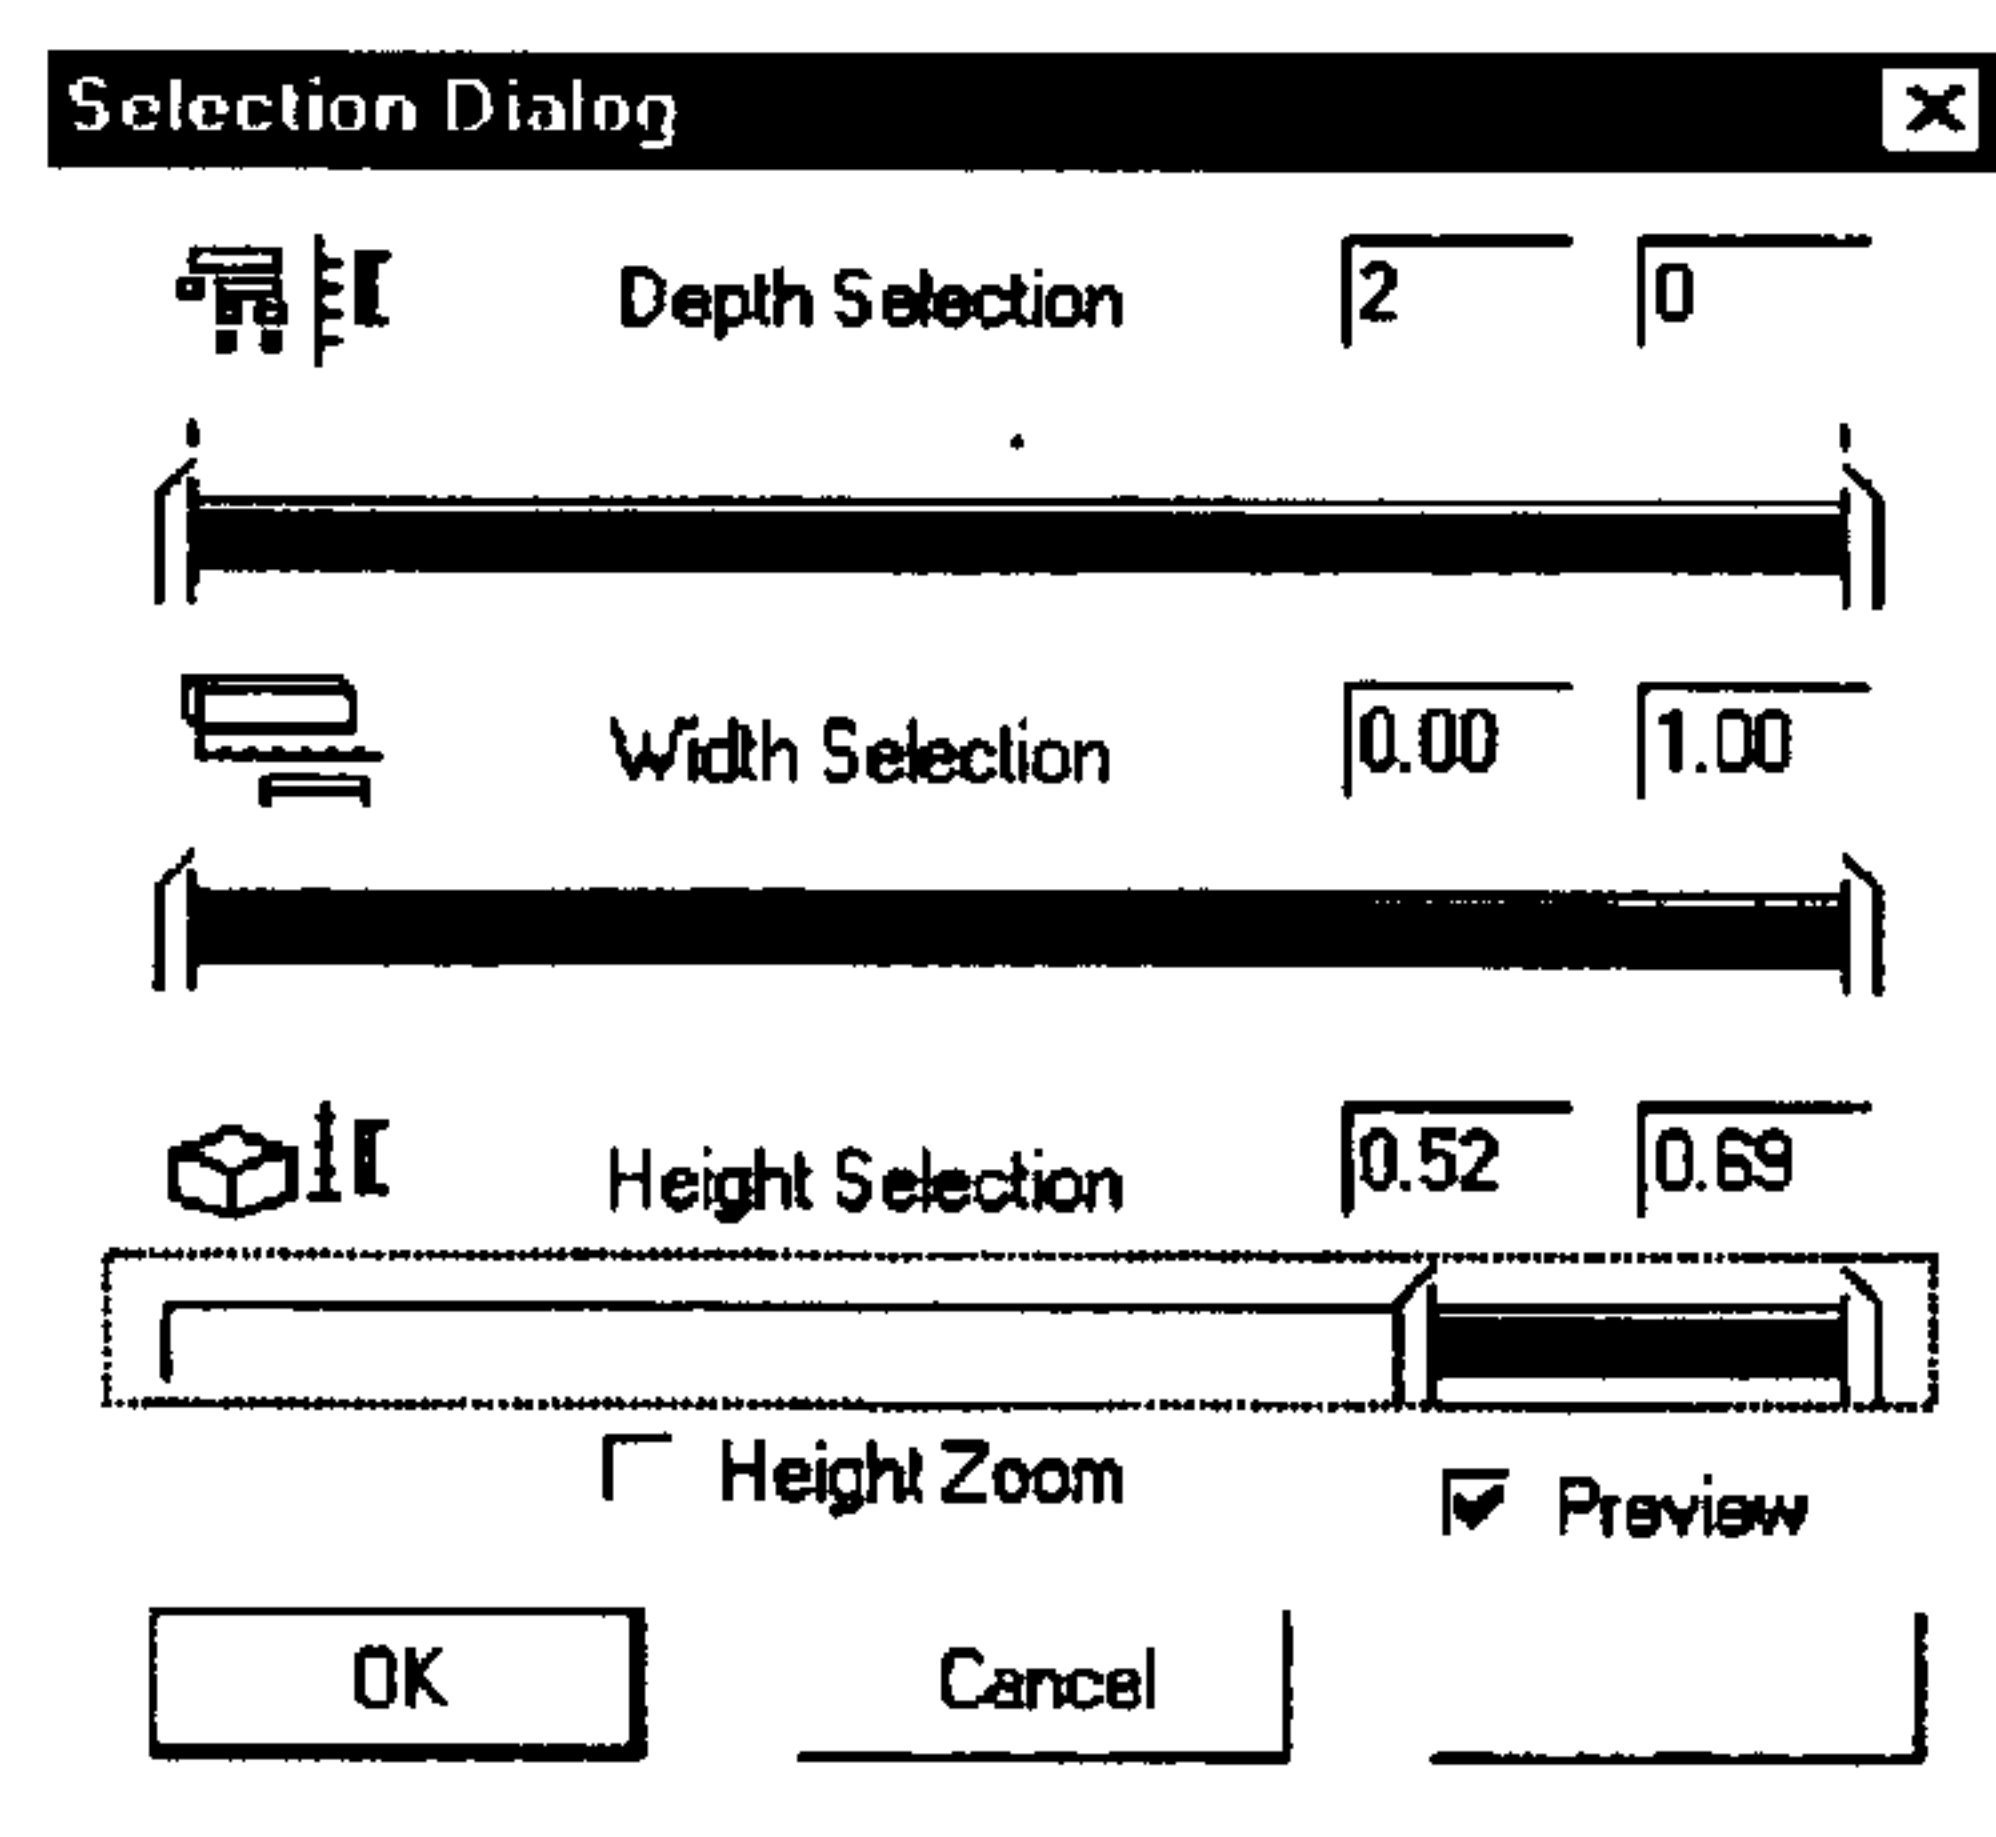 Selection Dialog
Depth Selection 2 0
Width Selection 0.00 1.00
Height Selection 0.52 0.69
Height Zoom
Preview
OK Cancel